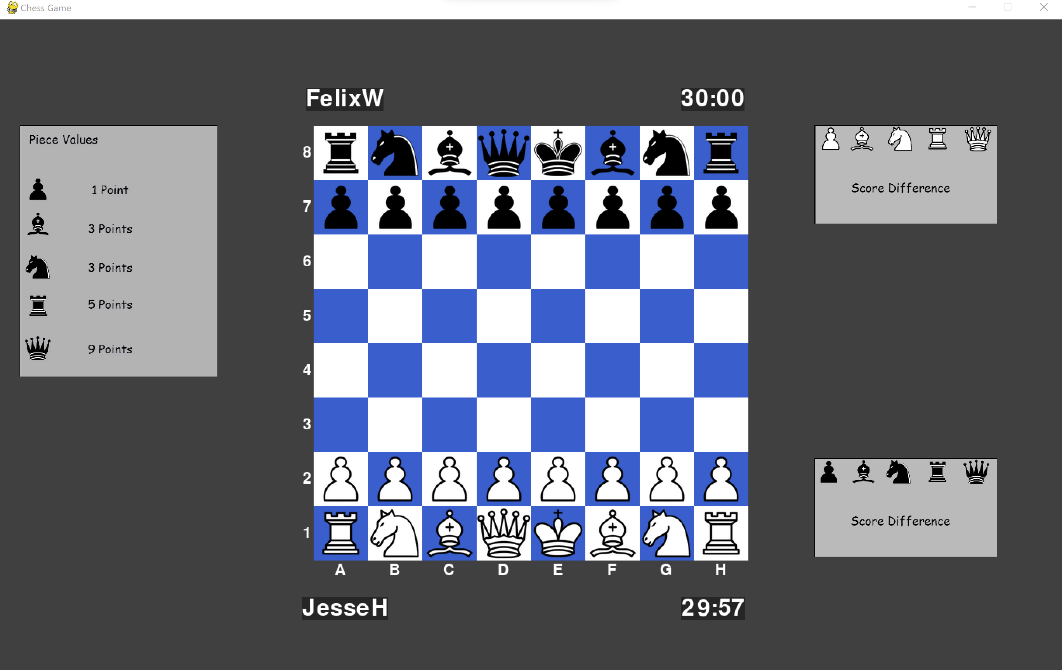 Chess Game
FelixW 30:00
Piece Values
1 Point
3 Points
3 Points
5 Points
9 Points
8
7
6
5
4
3
2
1
A B C D E F G H
Score Difference
Score Difference
JesseH 29:57